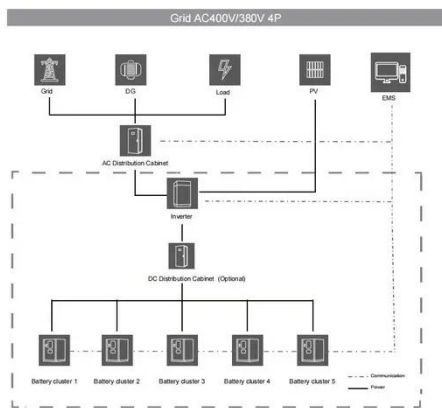 Grid AC400V/380V 4P
Grid
DG
Load
PV
EMS
AC Distribution Cabinet
Inverter
DC Distribution Cabinet (Optional)
Battery cluster 1
Battery cluster 2
Battery cluster 3
Battery cluster 4
Battery cluster 5
Communication
Power